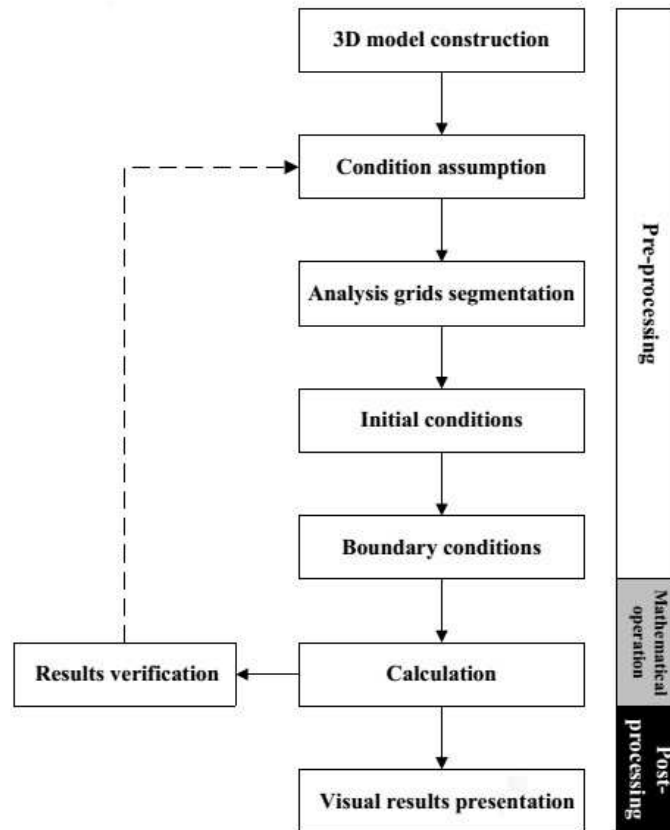 3D model construction
Condition assumption
Analysis grids segmentation
Initial conditions
Boundary conditions
Results verification
Calculation
Visual results presentation
Pre-processing
Mathematical
operation
Post-
processing